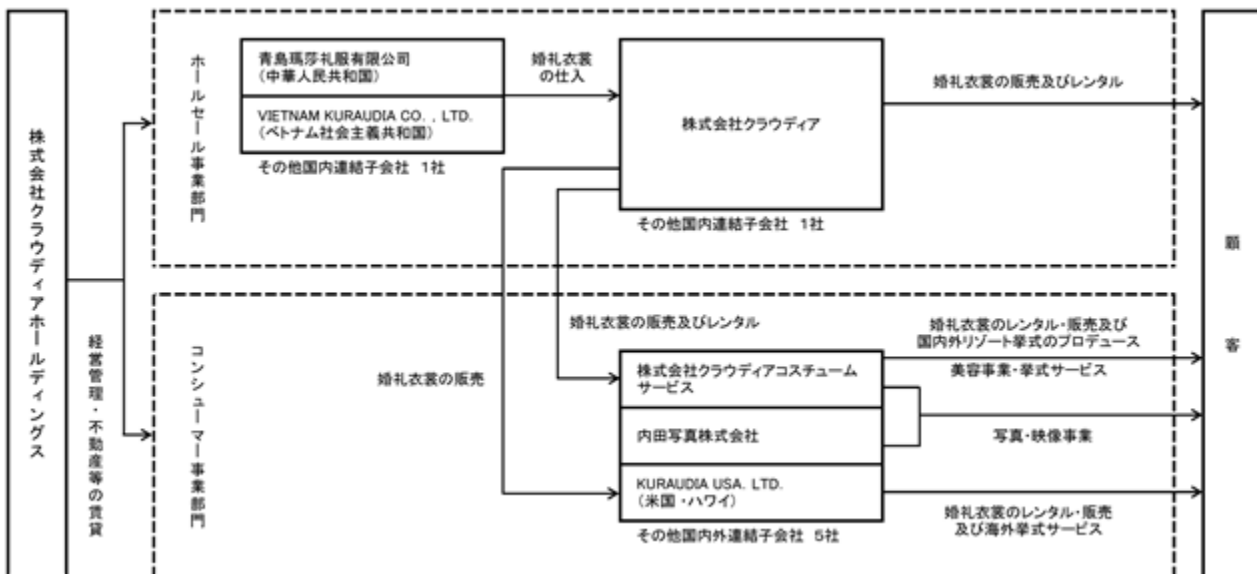 株式会社クラウディアホールディングス
経営管理・不動産等の賃貸
ホールセール事業部門
青島瑪莎礼服有限公司
(中華人民共和国)
VIETNAM KURAUDIA CO. , LTD.
(ベトナム社会主義共和国)
その他国内連結子会社 1社
婚礼衣裳
の仕入
株式会社クラウディア
その他国内連結子会社 1社
婚礼衣裳の販売及びレンタル
コンシューマー事業部門
婚礼衣裳の販売
婚礼衣裳の販売及びレンタル
株式会社クラウディアコスチューム
サービス
内田写真株式会社
KURAUDIA USA. LTD.
(米国・ハワイ)
その他国内外連結子会社 5社
婚礼衣裳のレンタル・販売及び
国内外リゾート挙式のプロデュース
美容事業・挙式サービス
写真・映像事業
婚礼衣裳のレンタル・販売
及び海外挙式サービス
顧客